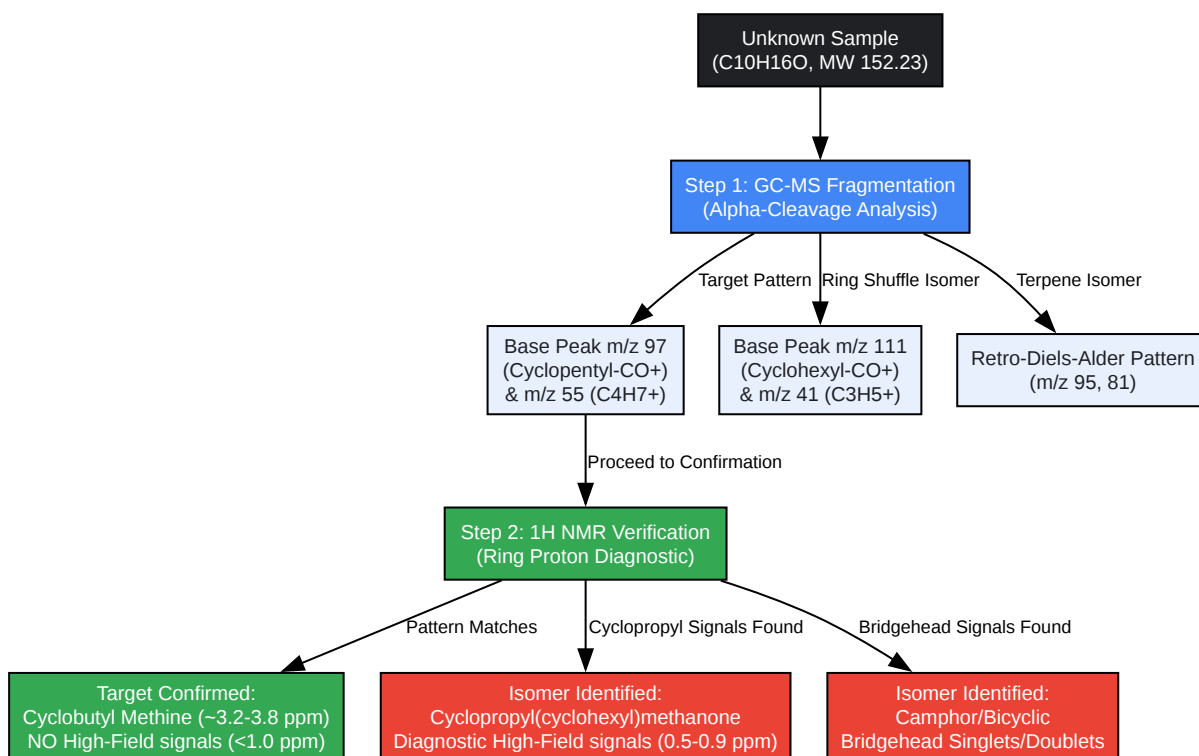 Unknown Sample
(C10H16O, MW 152.23)
Step 1: GC-MS Fragmentation
(Alpha-Cleavage Analysis)
Target Pattern
Ring Shuffle Isomer
Terpene Isomer
Base Peak m/z 97
(Cyclopentyl-CO+)
& m/z 55 (C4H7+)
Base Peak m/z 111
(Cyclohexyl-CO+)
& m/z 41 (C3H5+)
Retro-Diels-Alder Pattern
(m/z 95, 81)
Proceed to Confirmation
Step 2: 1H NMR Verification
(Ring Proton Diagnostic)
Pattern Matches
Cyclopropyl Signals Found
Bridgehead Signals Found
Target Confirmed:
Cyclobutyl Methine (~3.2-3.8 ppm)
NO High-Field signals (<1.0 ppm)
Isomer Identified:
Cyclopropyl(cyclohexyl)methanone
Diagnostic High-Field signals (0.5-0.9 ppm)
Isomer Identified:
Camphor/Bicyclic
Bridgehead Singlets/Doublets